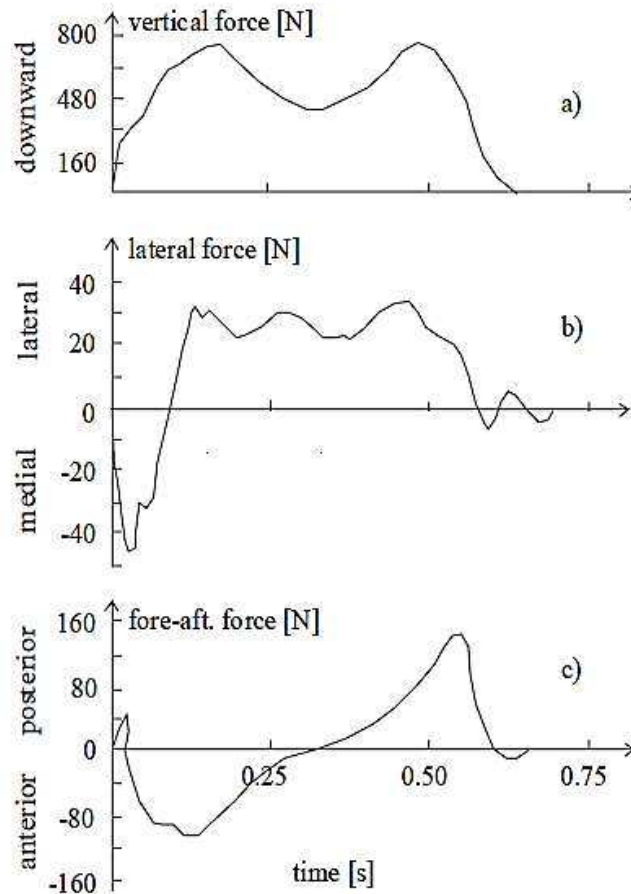 vertical force [N]
800
480
160
downward
a)
lateral force [N]
40
20
0
-20
-40
lateral
medial
b)
fore-aft. force [N]
160
80
0
-80
-160
posterior
anterior
c)
0.25
0.50
0.75
time [s]